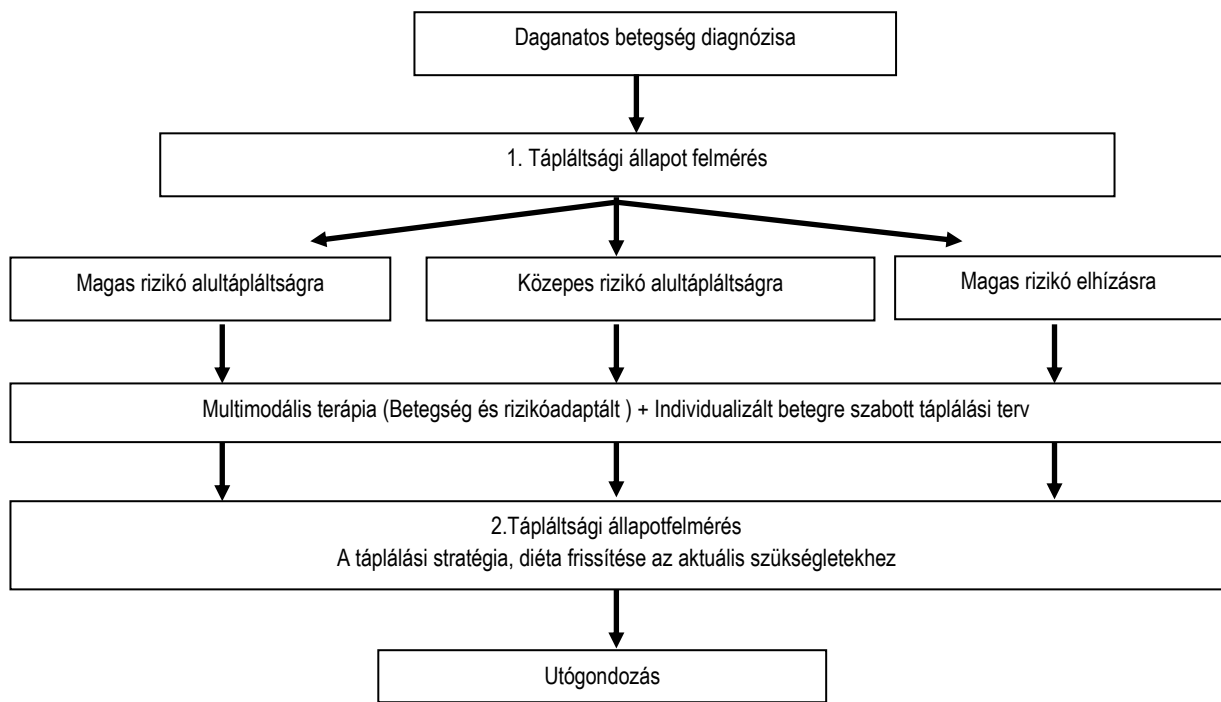 Daganatos betegség diagnózisa
1. Tápláltsági állapot felmérés
Magas rizikó alultápláltságra
Közepes rizikó alultápláltságra
Magas rizikó elhízásra
Multimodális terápia (Betegség és rizikóadaptált ) + Individualizált betegre szabott táplálási terv
2.Tápláltsági állapotfelmérés
A táplálási stratégia, diéta frissítése az aktuális szükségletekhez
Utógondozás